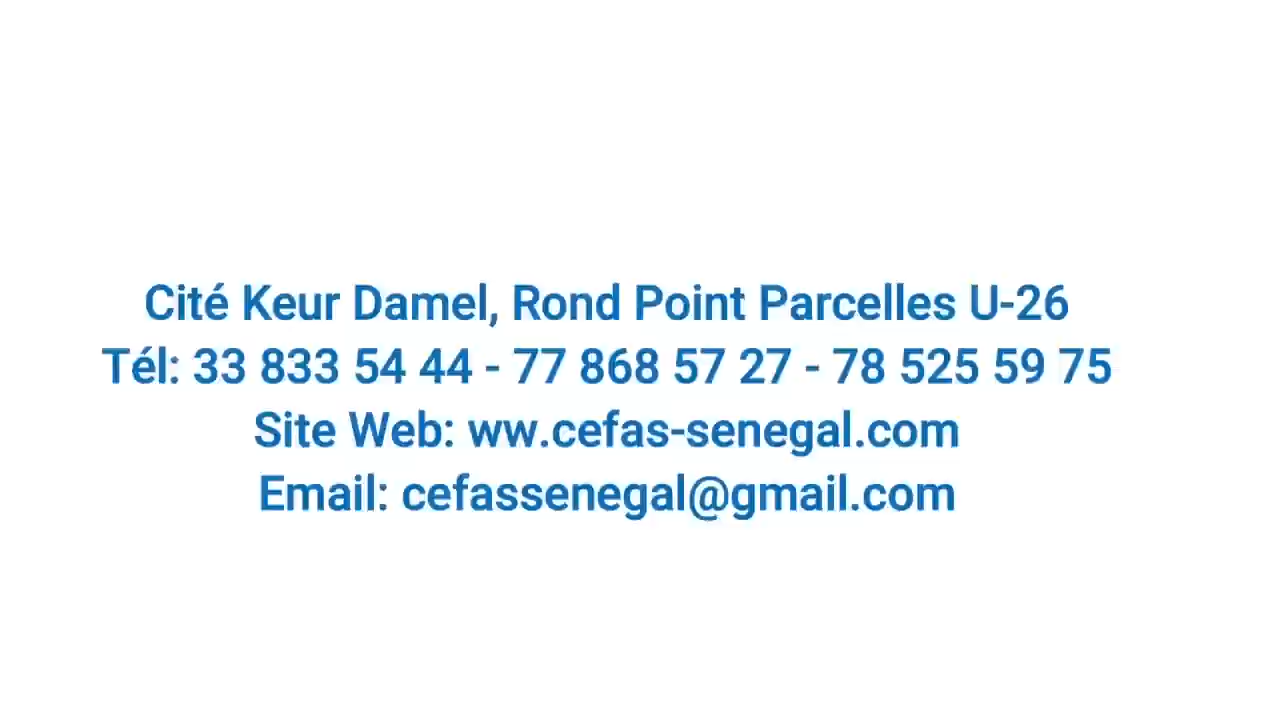 Cité Keur Damel, Rond Point Parcelles U-26
Tél: 33 833 54 44 - 77 868 57 27 - 78 525 59 75
Site Web: ww.cefas-senegal.com
Email: cefassenegal@gmail.com